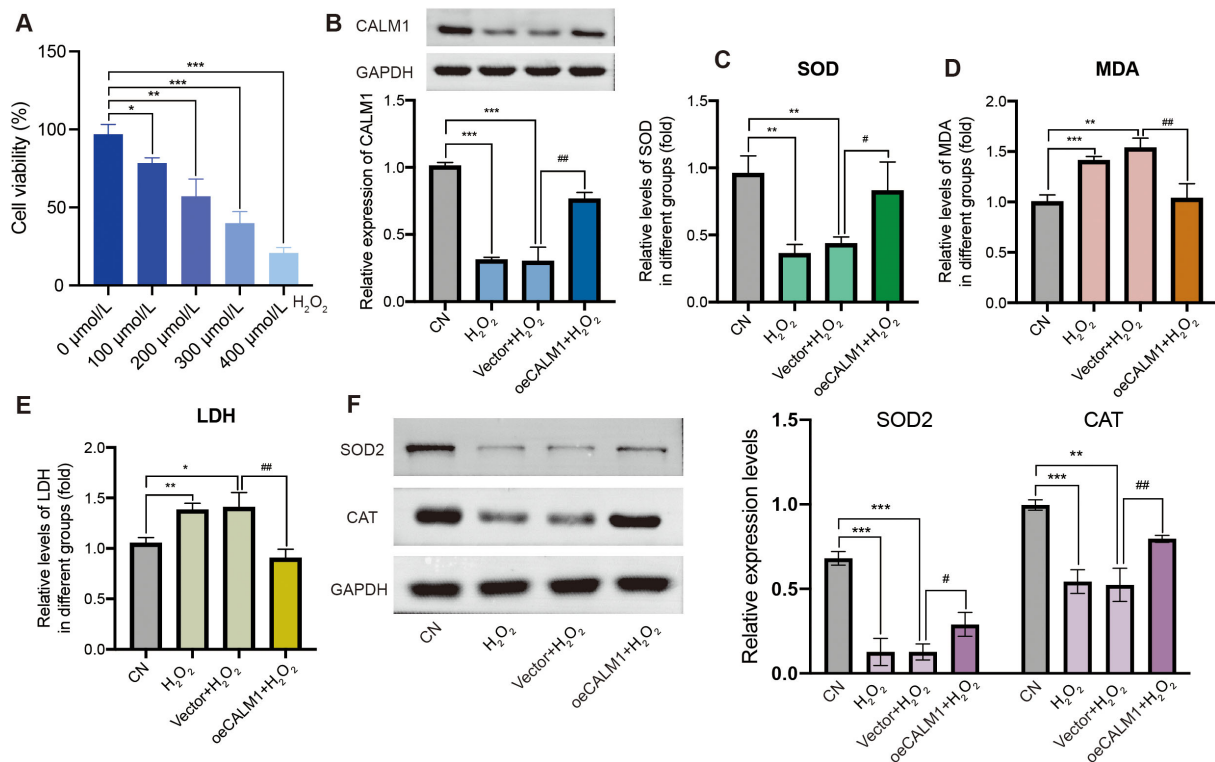 A
Cell viability (%)
150
100
50
0
***
***
**
*
0 µmol/L
100 µmol/L
200 µmol/L
300 µmol/L
400 µmol/L
H₂O₂
B
CALM1
GAPDH
Relative expression of CALM1
1.5
1.0
0.5
0.0
***
***
##
CN
H₂O₂
Vector+H₂O₂
oeCALM1+H₂O₂
C
SOD
Relative levels of SOD
in different groups (fold)
1.5
1.0
0.5
0.0
**
**
#
CN
H₂O₂
Vector+H₂O₂
oeCALM1+H₂O₂
D
MDA
Relative levels of MDA
in different groups (fold)
2.0
1.5
1.0
0.5
0.0
**
***
##
CN
H₂O₂
Vector+H₂O₂
oeCALM1+H₂O₂
E
LDH
Relative levels of LDH
in different groups (fold)
2.0
1.5
1.0
0.5
0.0
*
**
##
CN
H₂O₂
Vector+H₂O₂
oeCALM1+H₂O₂
F
SOD2
CAT
GAPDH
CN
H₂O₂
Vector+H₂O₂
oeCALM1+H₂O₂
Relative expression levels
1.5
1.0
0.5
0.0
SOD2
***
***
#
CN
H₂O₂
Vector+H₂O₂
oeCALM1+H₂O₂
CAT
**
***
##
CN
H₂O₂
Vector+H₂O₂
oeCALM1+H₂O₂